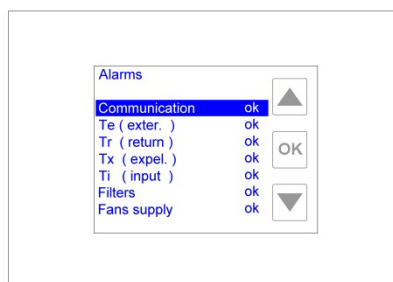 Alarms
Communication ok
Te ( exter. ) ok
Tr ( return ) ok
Tx ( expel. ) ok
Ti ( input ) ok
Filters ok
Fans supply ok
OK